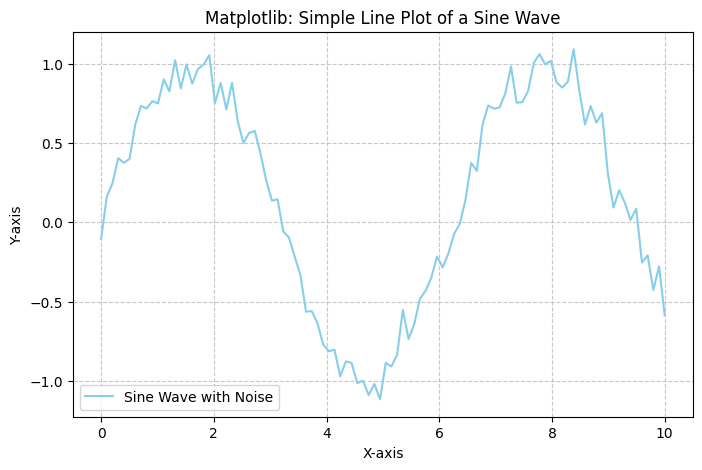 Matplotlib: Simple Line Plot of a Sine Wave
1.0
0.5
0.0
−0.5
−1.0
Y-axis
Sine Wave with Noise
0 2 4 6 8 10
X-axis